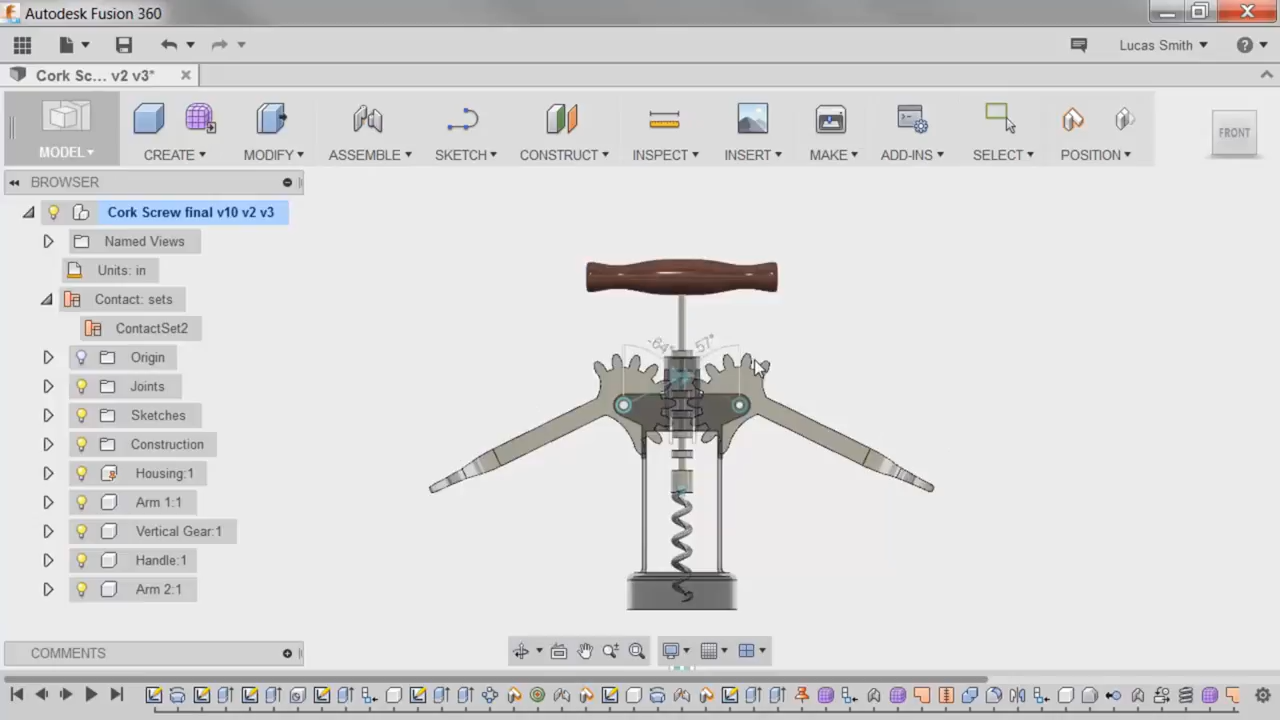 Autodesk Fusion 360
Lucas Smith
Cork Sc... v2 v3*
MODEL
CREATE
MODIFY
ASSEMBLE
SKETCH
CONSTRUCT
INSPECT
INSERT
MAKE
ADD-INS
SELECT
POSITION
FRONT
BROWSER
Cork Screw final v10 v2 v3
Named Views
Units: in
Contact: sets
ContactSet2
Origin
Joints
Sketches
Construction
Housing:1
Arm 1:1
Vertical Gear:1
Handle:1
Arm 2:1
57°
COMMENTS